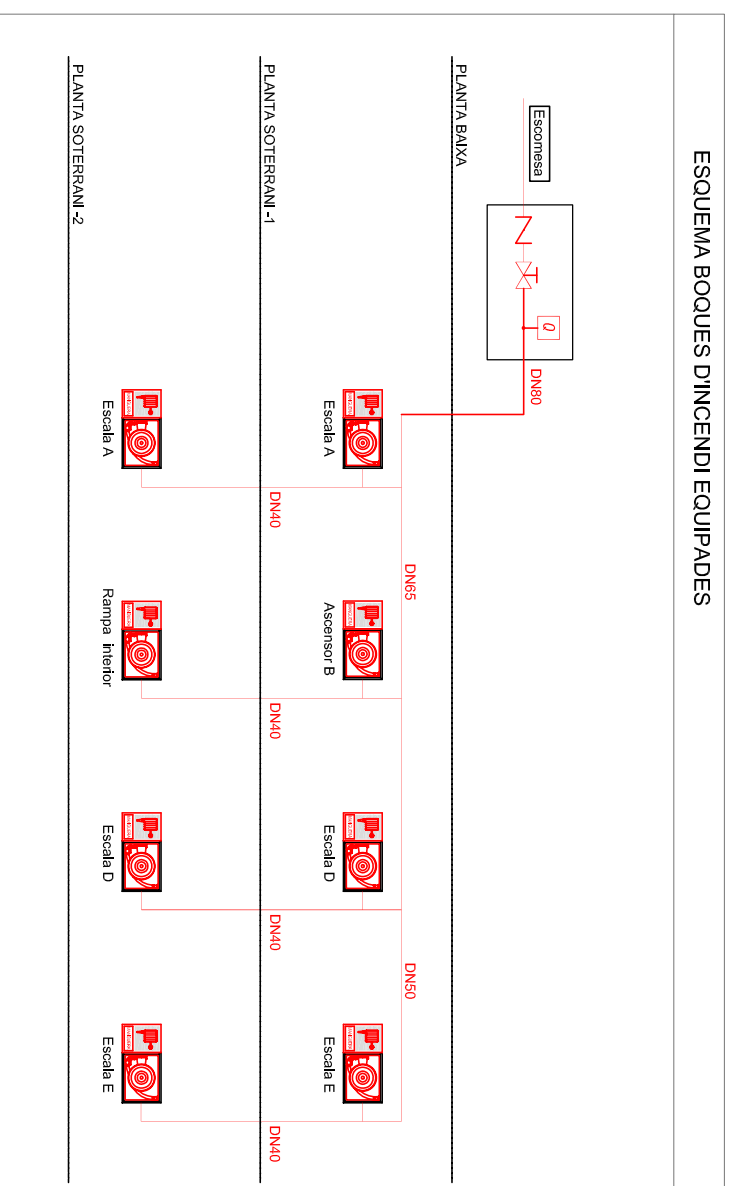 ESQUEMA BOQUES D'INCENDI EQUIPADES
Escomesa
Q
DN80
PLANTA BAIXA
DN65
DN50
Escala A
Ascensor B
Escala D
Escala E
PLANTA SOTERRANI -1
DN40
DN40
DN40
DN40
Escala A
Rampa interior
Escala D
Escala E
PLANTA SOTERRANI -2